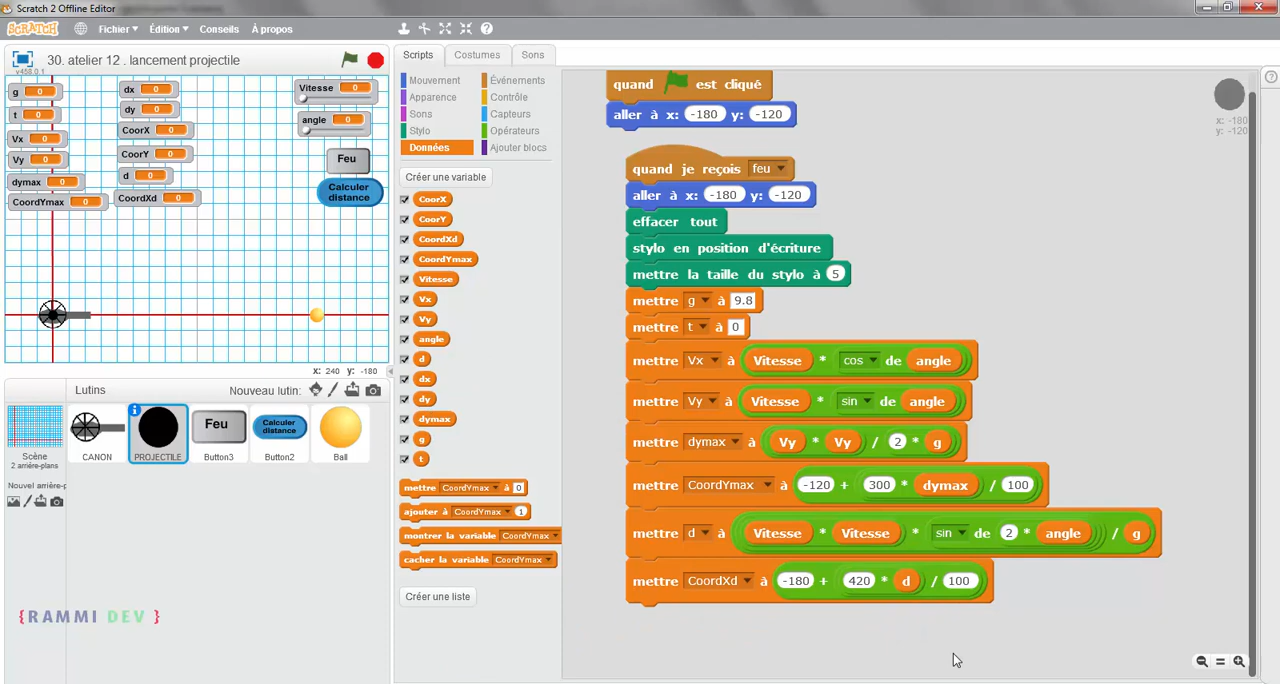 Scratch 2 Offline Editor
SCRATCH Fichier Édition Conseils À propos
30. atelier 12 . lancement projectile
v458.0.1
g 0
t 0
Vx 0
Vy 0
dymax 0
CoordYmax 0
dx 0
dy 0
CoorX 0
CoorY 0
d 0
CoordXd 0
Vitesse 0
angle 0
Feu
Calculer
distance
x: 240 y: -180
Lutins Nouveau lutin:
Scène
2 arrière-plans
Nouvel arrière-p
CANON
PROJECTILE
Feu
Button3
Calculer
distance
Button2
Ball
{RAMMI DEV }
Scripts Costumes Sons
Mouvement Événements
Apparence Contrôle
Sons Capteurs
Stylo Opérateurs
Données Ajouter blocs
Créer une variable
CoorX
CoorY
CoordXd
CoordYmax
Vitesse
Vx
Vy
angle
d
dx
dy
dymax
g
t
mettre CoordYmax à 0
ajouter à CoordYmax 1
montrer la variable CoordYmax
cacher la variable CoordYmax
Créer une liste
quand est cliqué
aller à x: -180 y: -120
quand je reçois feu
aller à x: -180 y: -120
effacer tout
stylo en position d'écriture
mettre la taille du stylo à 5
mettre g à 9.8
mettre t à 0
mettre Vx à Vitesse * cos de angle
mettre Vy à Vitesse * sin de angle
mettre dymax à Vy * Vy / 2 * g
mettre CoordYmax à -120 + 300 * dymax / 100
mettre d à Vitesse * Vitesse * sin de 2 * angle / g
mettre CoordXd à -180 + 420 * d / 100
x: -180
y: -120